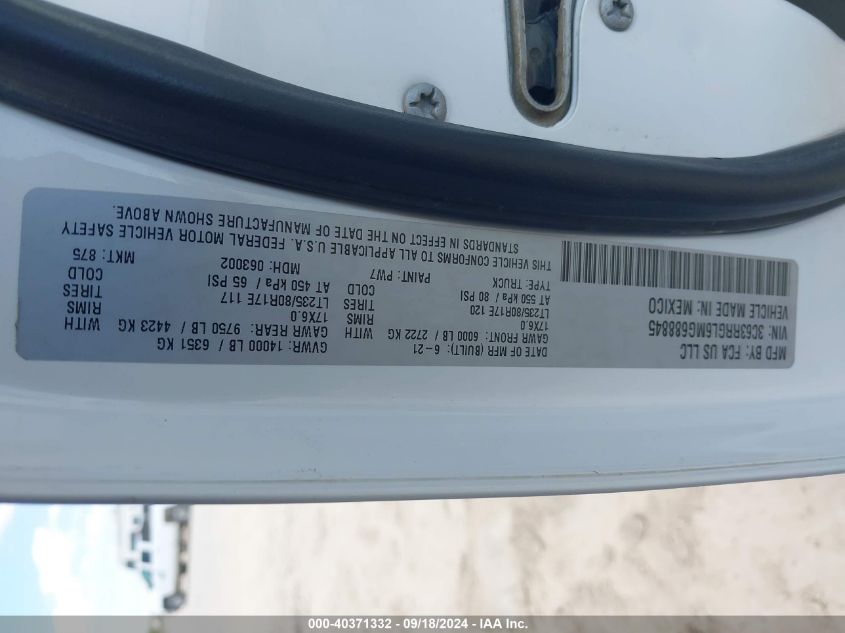 MFD BY: FCA US LLC
DATE OF MFR (BUILT): 6-21
GVWR: 14000 LB / 6351 KG
GAWR FRONT: 6000 LB / 2722 KG WITH
GAWR REAR: 9750 LB / 4423 KG WITH
17X6.0 RIMS
17X6.0 RIMS
LT235/80R17E 120 TIRES
LT235/80R17E 117 TIRES
AT 550 kPa / 80 PSI COLD
AT 450 kPa / 65 PSI COLD
VIN: 3C63RRGL6MG688845
VEHICLE MADE IN: MEXICO
TYPE: TRUCK PAINT: PW7 MDH: 063002 MKT: 875
THIS VEHICLE CONFORMS TO ALL APPLICABLE U.S.A. FEDERAL MOTOR VEHICLE SAFETY
STANDARDS IN EFFECT ON THE DATE OF MANUFACTURE SHOWN ABOVE.
000-40371332 - 09/18/2024 - IAAI.com